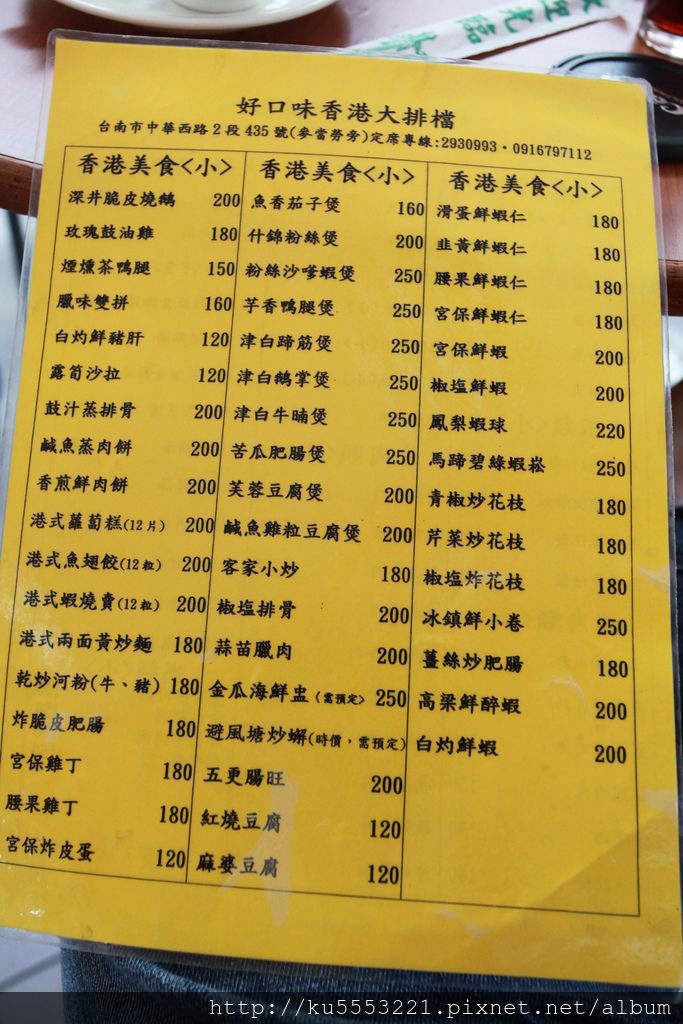 歡迎光臨
好口味香港大排檔
台南市中華西路2段435號(麥當勞旁)定席專線:2930993•0916797112
香港美食<小>
深井脆皮燒鵝 200
玫瑰鼓油雞 180
煙燻茶鴨腿 150
臘味雙拼 160
白灼鮮豬肝 120
露筍沙拉 120
鼓汁蒸排骨 200
鹹魚蒸肉餅 200
香煎鮮肉餅 200
港式蘿蔔糕(12片) 200
港式魚翅餃(12粒) 200
港式蝦燒賣(12粒) 200
港式兩面黃炒麵 180
乾炒河粉(牛、豬) 180
炸脆皮肥腸 180
宮保雞丁 180
腰果雞丁 180
宮保炸皮蛋 120
香港美食<小>
魚香茄子煲 160
什錦粉絲煲 200
粉絲沙嗲蝦煲 250
芋香鴨腿煲 250
津白蹄筋煲 250
津白鵝掌煲 250
津白牛腩煲 250
苦瓜肥腸煲 250
芙蓉豆腐煲 200
鹹魚雞粒豆腐煲 200
客家小炒 180
椒塩排骨 200
蒜苗臘肉 200
金瓜海鮮盅〈需預定〉 250
避風塘炒蟹(時價,需預定)
五更腸旺 200
紅燒豆腐 120
麻婆豆腐 120
香港美食<小>
滑蛋鮮蝦仁 180
韭黃鮮蝦仁 180
腰果鮮蝦仁 180
宮保鮮蝦仁 180
宮保鮮蝦 200
椒塩鮮蝦 200
鳳梨蝦球 220
馬蹄碧綠蝦崧 250
青椒炒花枝 180
芹菜炒花枝 180
椒塩炸花枝 180
冰鎮鮮小卷 250
薑絲炒肥腸 180
高梁鮮醉蝦 200
白灼鮮蝦 200
http://ku5553221.pixnet.net/album